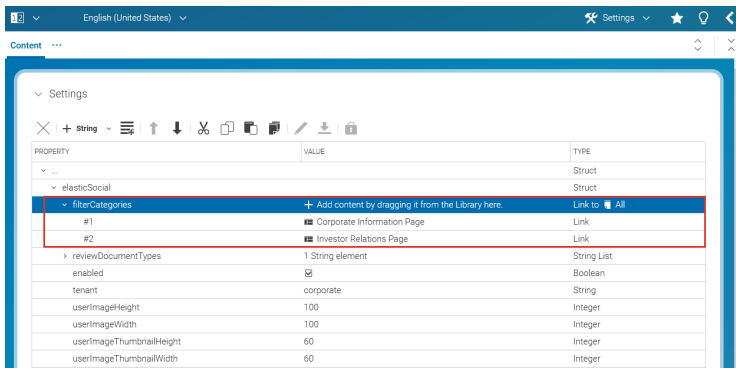 12 English (United States) Settings
Content ...
Settings
+ String
PROPERTY VALUE TYPE
... Struct
elasticSocial Struct
filterCategories + Add content by dragging it from the Library here. Link to All
#1 Corporate Information Page Link
#2 Investor Relations Page Link
reviewDocumentTypes 1 String element String List
enabled Boolean
tenant corporate String
userImageHeight 100 Integer
userImageWidth 100 Integer
userImageThumbnailHeight 60 Integer
userImageThumbnailWidth 60 Integer